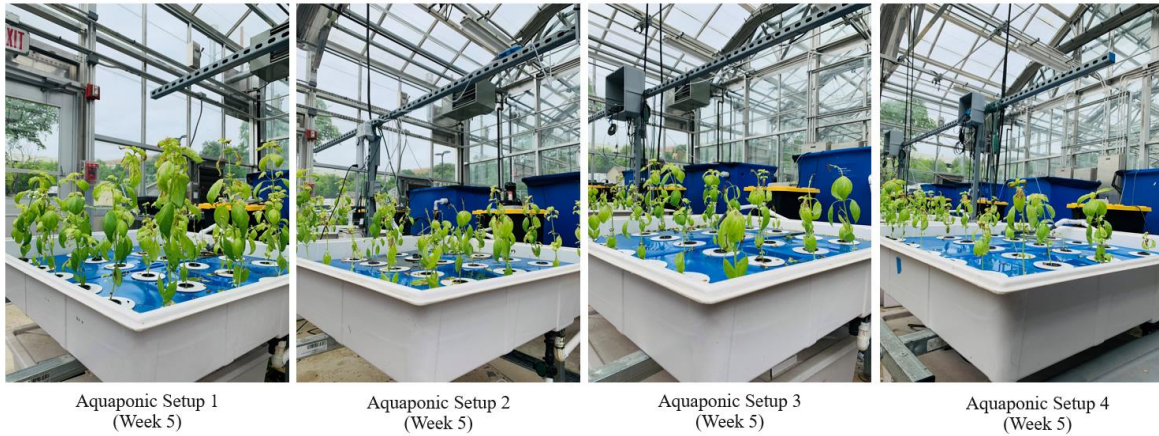 EXIT
Aquaponic Setup 1
(Week 5)
Aquaponic Setup 2
(Week 5)
Aquaponic Setup 3
(Week 5)
Aquaponic Setup 4
(Week 5)